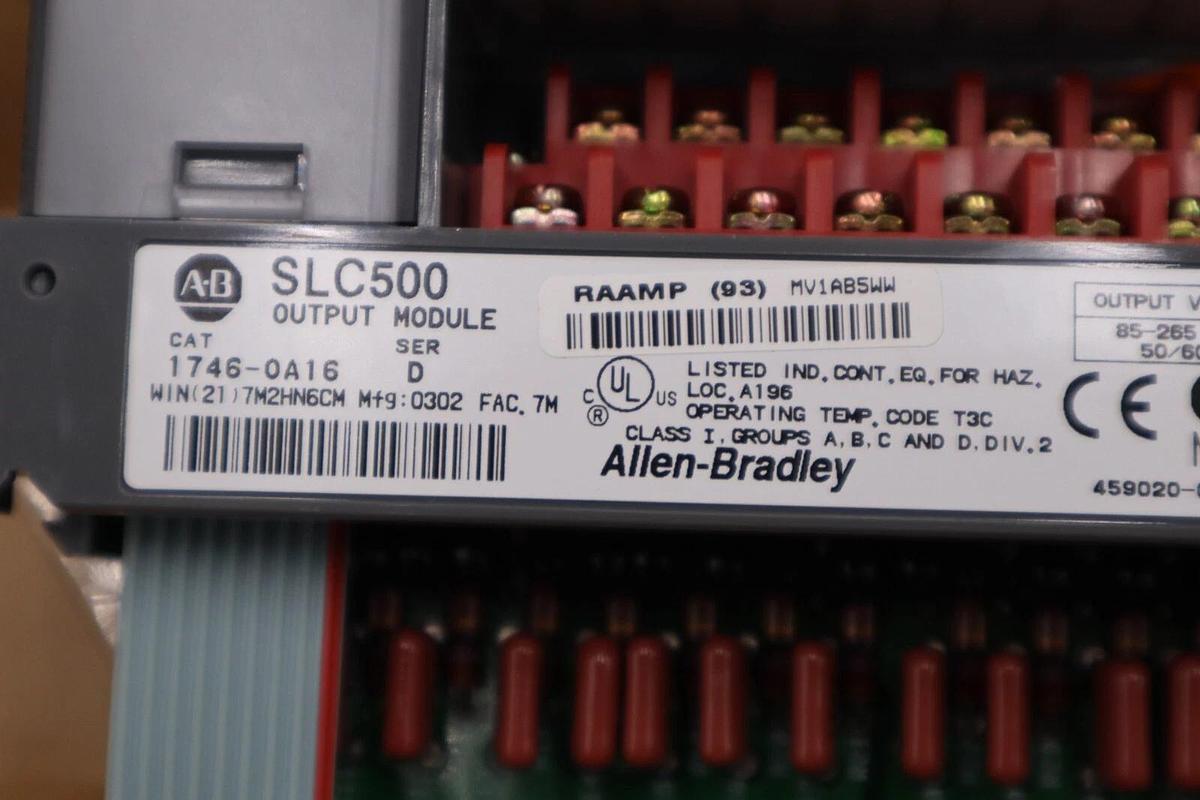 A-B
SLC500
OUTPUT MODULE
CAT
SER
1746-OA16
D
WIN(21)7M2HN6CM Mfg:0302 FAC. 7M
RAAMP (93) MV1AB5WW
C UL US
®
LISTED IND. CONT. EQ. FOR HAZ.
LOC. A196
OPERATING TEMP. CODE T3C
CLASS I, GROUPS A, B, C AND D, DIV. 2
Allen-Bradley
OUTPUT V
85-265
50/60
CE
459020-